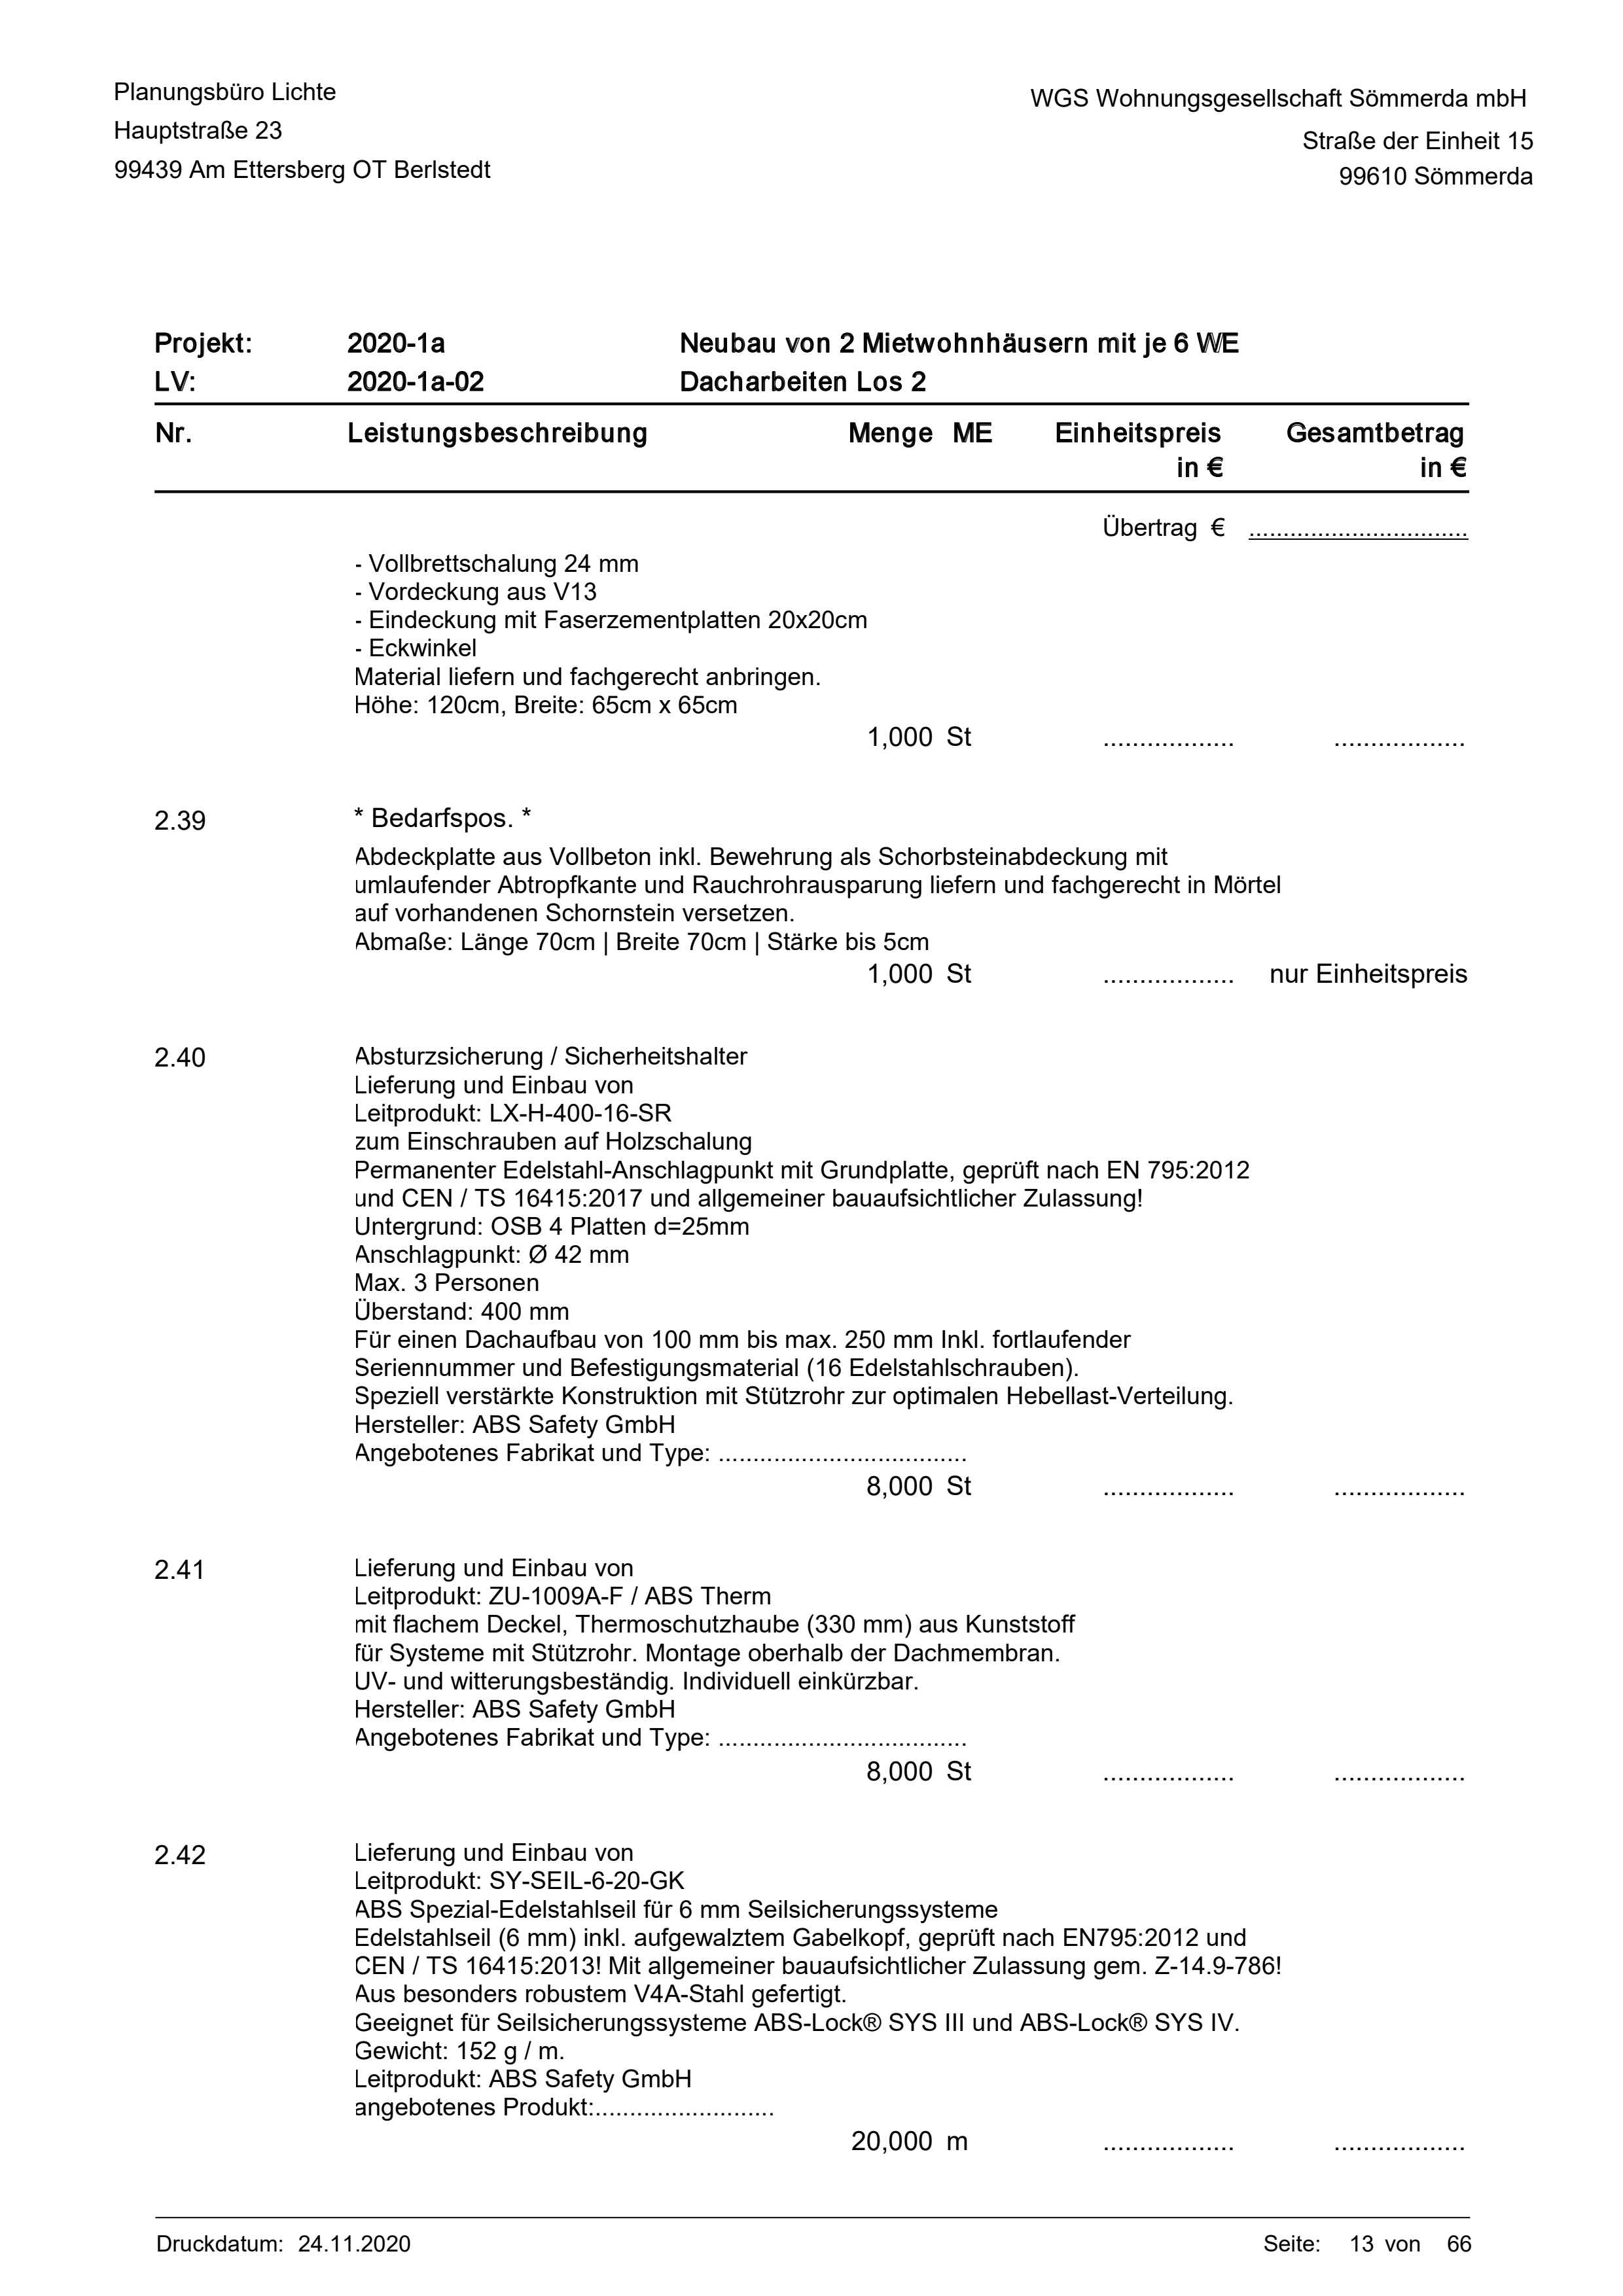 Planungsbüro Lichte
Hauptstraße 23
99439 Am Ettersberg OT Berlstedt
WGS Wohnungsgesellschaft Sömmerda mbH
Straße der Einheit 15
99610 Sömmerda
Projekt: 2020-1a Neubau von 2 Mietwohnhäusern mit je 6 WE
LV: 2020-1a-02 Dacharbeiten Los 2
Nr. Leistungsbeschreibung Menge ME Einheitspreis Gesamtbetrag
in € in €
Übertrag € ................................
- Vollbrettschalung 24 mm
- Vordeckung aus V13
- Eindeckung mit Faserzementplatten 20x20cm
- Eckwinkel
Material liefern und fachgerecht anbringen.
Höhe: 120cm, Breite: 65cm x 65cm
1,000 St .................. ..................
2.39 * Bedarfspos. *
Abdeckplatte aus Vollbeton inkl. Bewehrung als Schorbsteinabdeckung mit
umlaufender Abtropfkante und Rauchrohrausparung liefern und fachgerecht in Mörtel
auf vorhandenen Schornstein versetzen.
Abmaße: Länge 70cm | Breite 70cm | Stärke bis 5cm
1,000 St .................. nur Einheitspreis
2.40 Absturzsicherung / Sicherheitshalter
Lieferung und Einbau von
Leitprodukt: LX-H-400-16-SR
zum Einschrauben auf Holzschalung
Permanenter Edelstahl-Anschlagpunkt mit Grundplatte, geprüft nach EN 795:2012
und CEN / TS 16415:2017 und allgemeiner bauaufsichtlicher Zulassung!
Untergrund: OSB 4 Platten d=25mm
Anschlagpunkt: Ø 42 mm
Max. 3 Personen
Überstand: 400 mm
Für einen Dachaufbau von 100 mm bis max. 250 mm Inkl. fortlaufender
Seriennummer und Befestigungsmaterial (16 Edelstahlschrauben).
Speziell verstärkte Konstruktion mit Stützrohr zur optimalen Hebellast-Verteilung.
Hersteller: ABS Safety GmbH
Angebotenes Fabrikat und Type: ....................................
8,000 St .................. ..................
2.41 Lieferung und Einbau von
Leitprodukt: ZU-1009A-F / ABS Therm
mit flachem Deckel, Thermoschutzhaube (330 mm) aus Kunststoff
für Systeme mit Stützrohr. Montage oberhalb der Dachmembran.
UV- und witterungsbeständig. Individuell einkürzbar.
Hersteller: ABS Safety GmbH
Angebotenes Fabrikat und Type: ....................................
8,000 St .................. ..................
2.42 Lieferung und Einbau von
Leitprodukt: SY-SEIL-6-20-GK
ABS Spezial-Edelstahlseil für 6 mm Seilsicherungssysteme
Edelstahlseil (6 mm) inkl. aufgewalztem Gabelkopf, geprüft nach EN795:2012 und
CEN / TS 16415:2013! Mit allgemeiner bauaufsichtlicher Zulassung gem. Z-14.9-786!
Aus besonders robustem V4A-Stahl gefertigt.
Geeignet für Seilsicherungssysteme ABS-Lock® SYS III und ABS-Lock® SYS IV.
Gewicht: 152 g / m.
Leitprodukt: ABS Safety GmbH
angebotenes Produkt:..........................
20,000 m .................. ..................
Druckdatum: 24.11.2020 Seite: 13 von 66